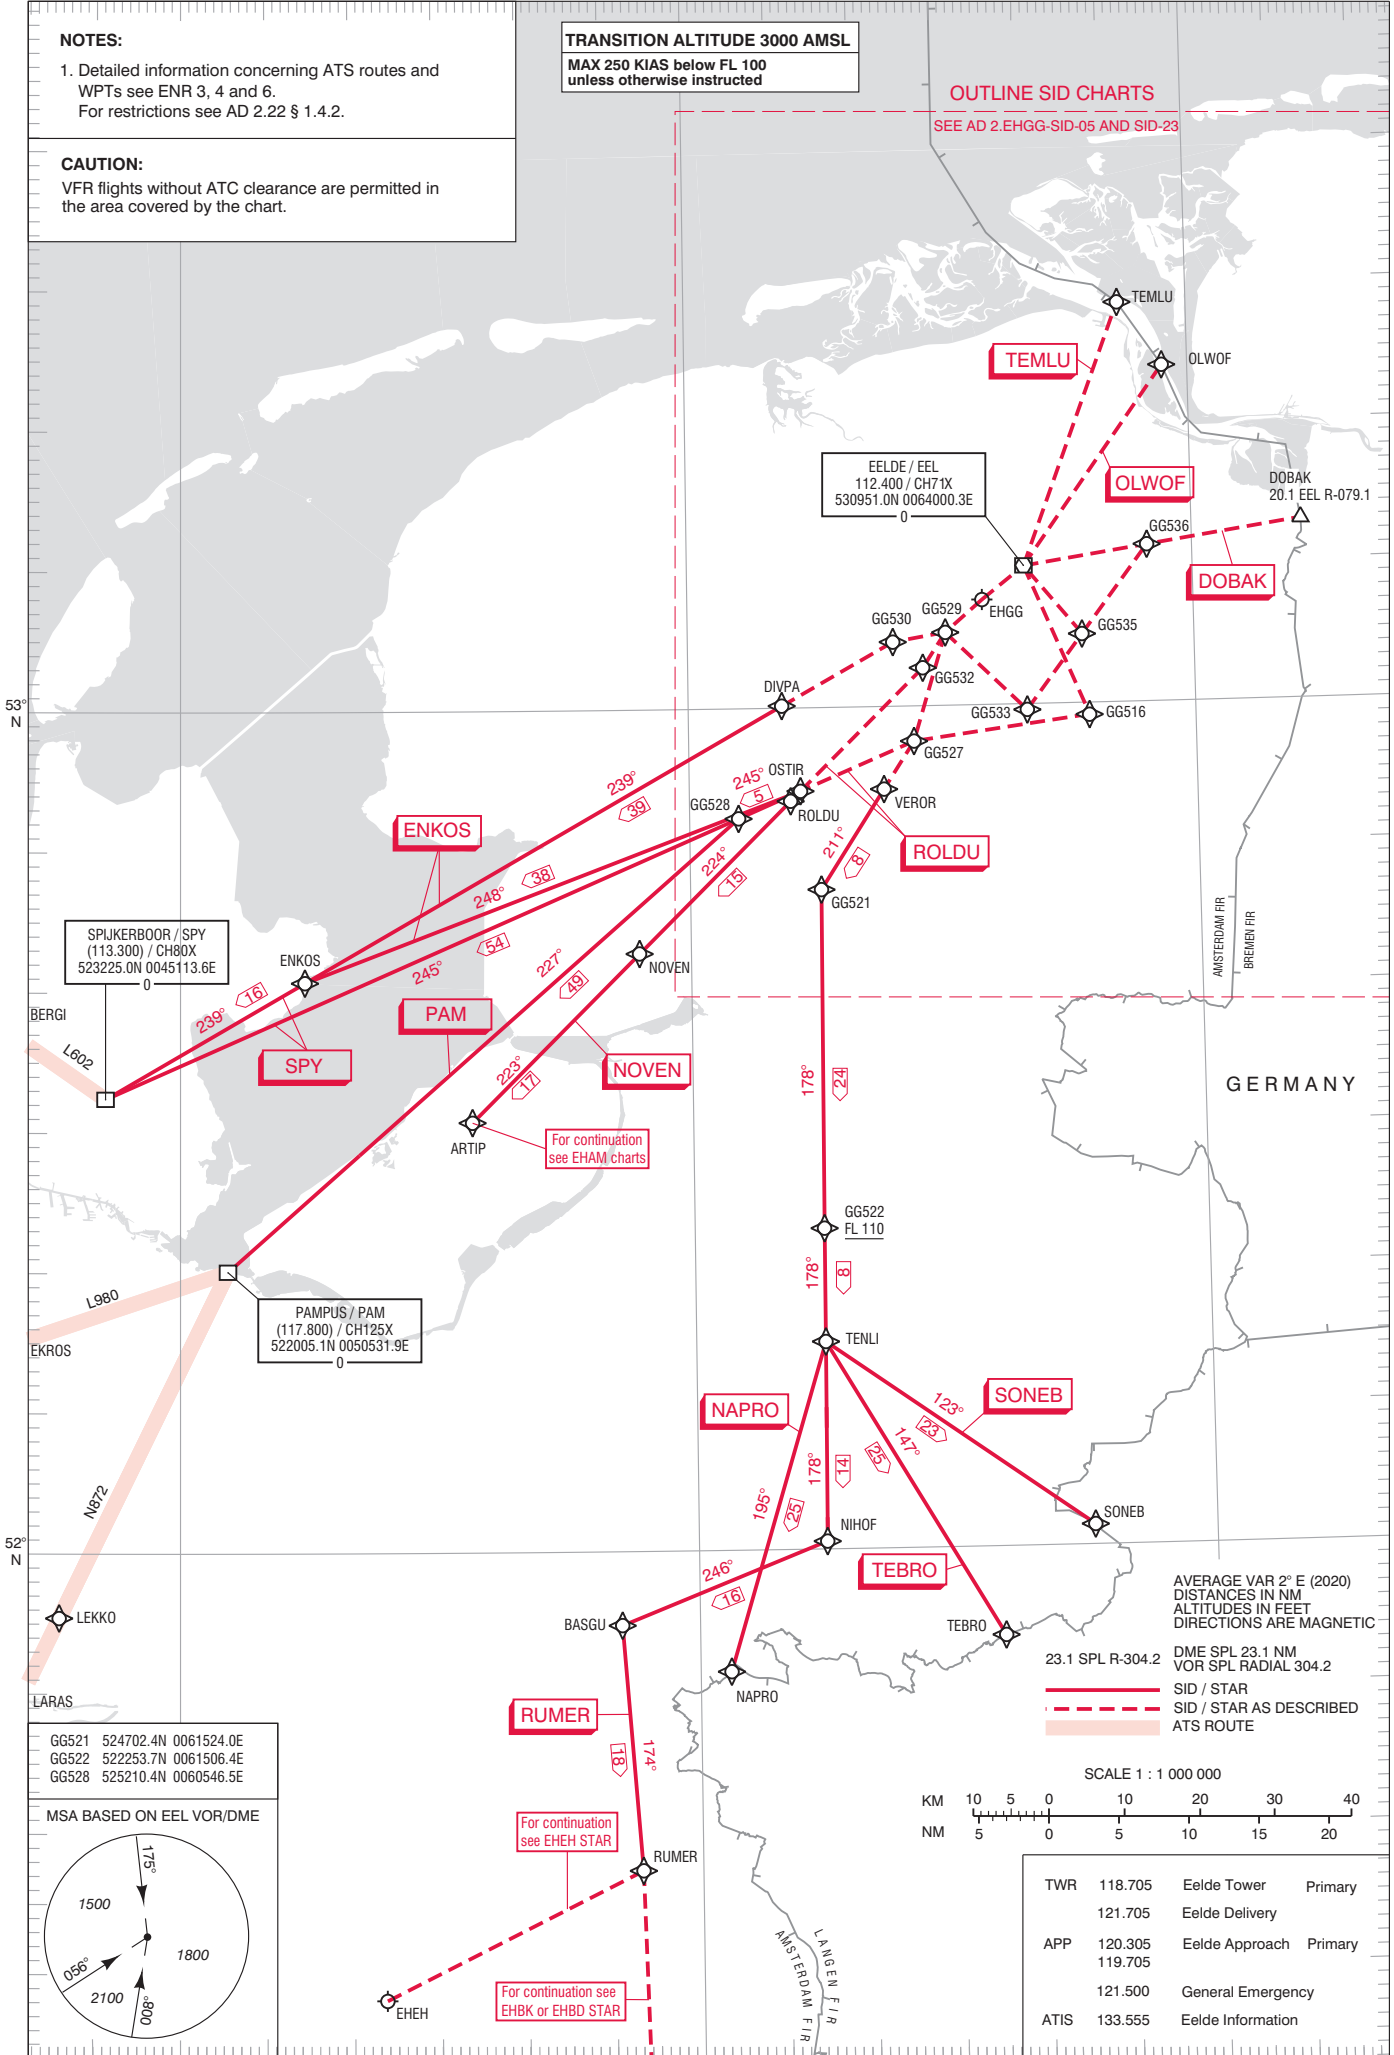 NOTES:
1. Detailed information concerning ATS routes and
WPTs see ENR 3, 4 and 6.
For restrictions see AD 2.22 § 1.4.2.
CAUTION:
VFR flights without ATC clearance are permitted in
the area covered by the chart.
TRANSITION ALTITUDE 3000 AMSL
MAX 250 KIAS below FL 100
unless otherwise instructed
OUTLINE SID CHARTS
SEE AD 2.EHGG-SID-05 AND SID-23
TEMLU
TEMLU
OLWOF
EELDE / EEL
112.400 / CH71X
530951.0N 0064000.3E
0
OLWOF
DOBAK
20.1 EEL R-079.1
GG536
DOBAK
EHGG
GG529
GG530
GG535
GG532
DIVPA
53°
N
GG533
GG516
GG527
OSTIR
245°
5
239°
39
GG528
ROLDU
VEROR
ENKOS
211°
8
ROLDU
224°
15
248°
38
GG521
SPIJKERBOOR / SPY
(113.300) / CH80X
523225.0N 0045113.6E
0
54
245°
227°
49
ENKOS
NOVEN
AMSTERDAM FIR
BREMEN FIR
239°
16
BERGI
L602
PAM
SPY
NOVEN
223°
17
178°
24
GERMANY
ARTIP
For continuation
see EHAM charts
GG522
FL 110
178°
8
L980
PAMPUS / PAM
(117.800) / CH125X
522005.1N 0050531.9E
0
EKROS
TENLI
NAPRO
SONEB
123°
23
147°
25
178°
14
195°
25
N872
SONEB
NIHOF
52°
N
246°
16
TEBRO
AVERAGE VAR 2° E (2020)
DISTANCES IN NM
ALTITUDES IN FEET
DIRECTIONS ARE MAGNETIC
LEKKO
BASGU
TEBRO
23.1 SPL R-304.2
DME SPL 23.1 NM
VOR SPL RADIAL 304.2
SID / STAR
SID / STAR AS DESCRIBED
ATS ROUTE
NAPRO
LARAS
RUMER
174°
18
GG521 524702.4N 0061524.0E
GG522 522253.7N 0061506.4E
GG528 525210.4N 0060546.5E
SCALE 1 : 1 000 000
KM 10 5 0 10 20 30 40
NM 5 0 5 10 15 20
MSA BASED ON EEL VOR/DME
175°
1500
1800
056°
2100
008°
For continuation
see EHEH STAR
RUMER
EHEH
For continuation see
EHBK or EHBD STAR
LANGEN FIR
AMSTERDAM FIR
TWR 118.705 Eelde Tower Primary
121.705 Eelde Delivery
APP 120.305 Eelde Approach Primary
119.705
121.500 General Emergency
ATIS 133.555 Eelde Information